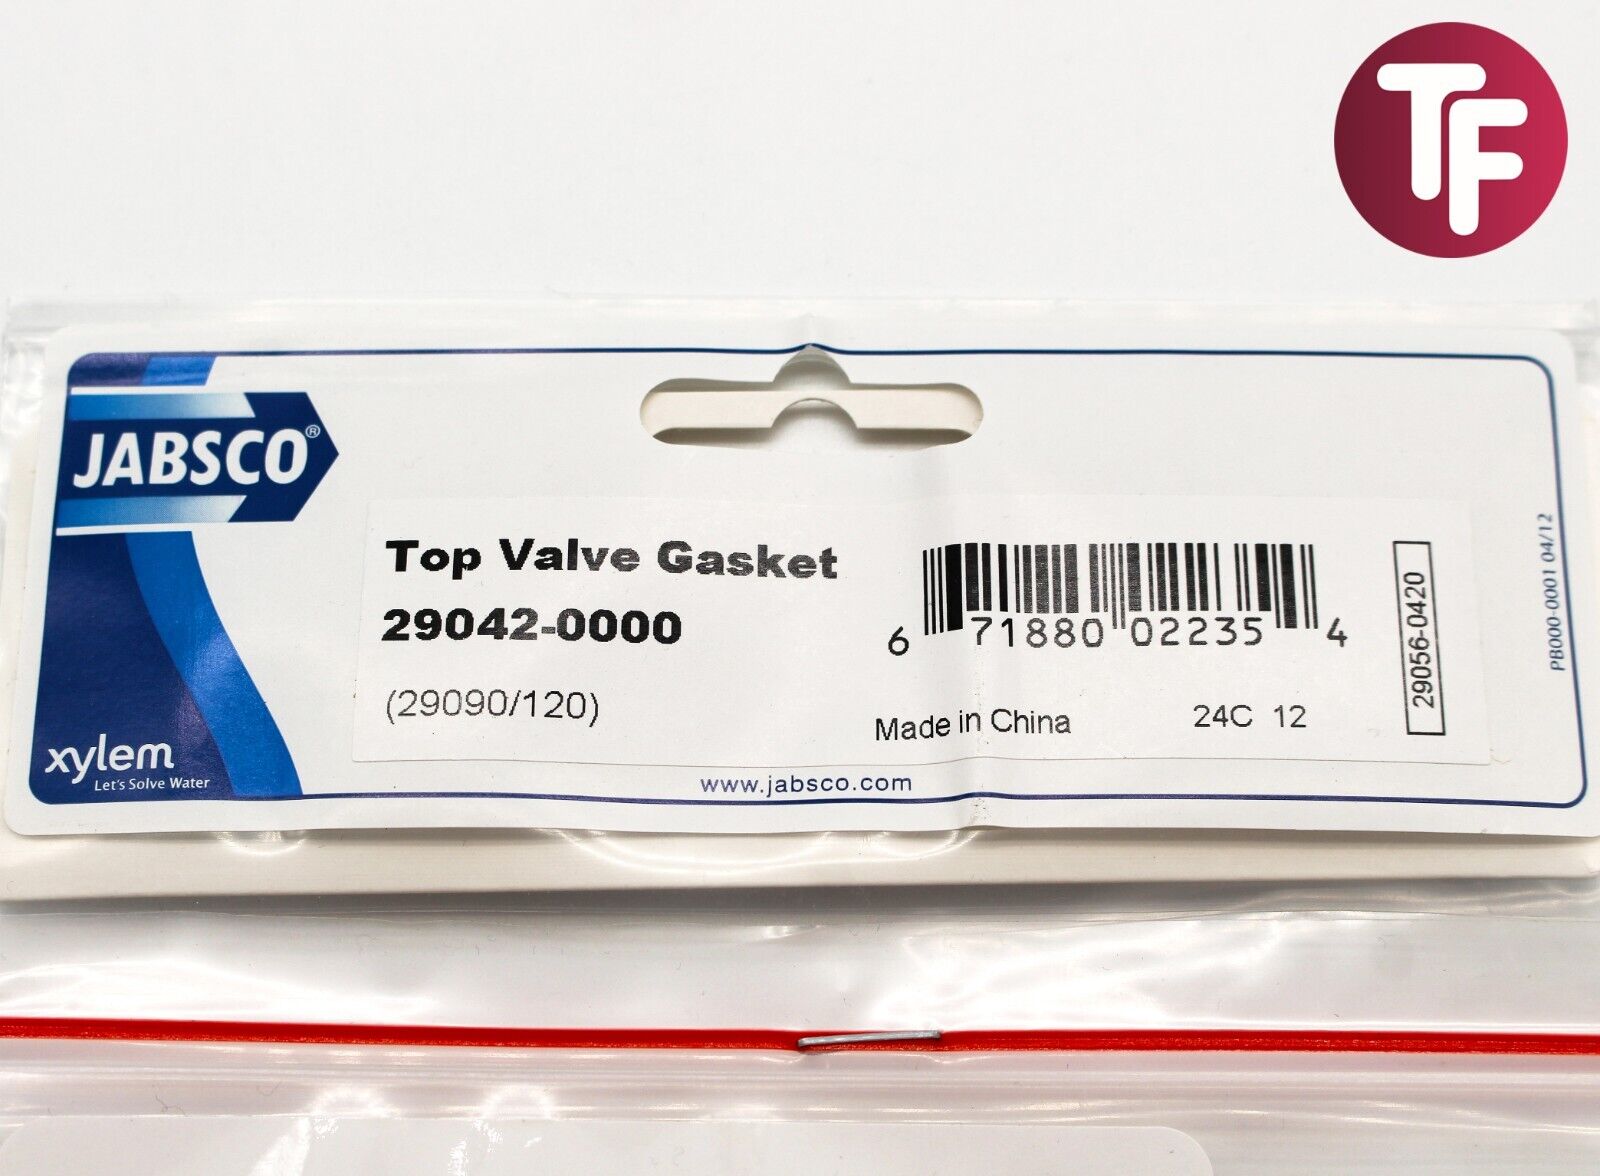 TF
JABSCO®
Top Valve Gasket
29042-0000
(29090/120)
6 71880 02235 4
Made in China
24C 12
29056-0420
PB000-0001 04/12
xylem
Let's Solve Water
www.jabsco.com